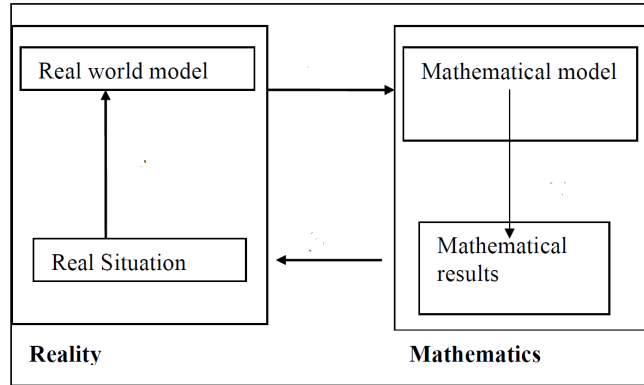 Real world model
Mathematical model
Real Situation
Mathematical
results
Reality
Mathematics